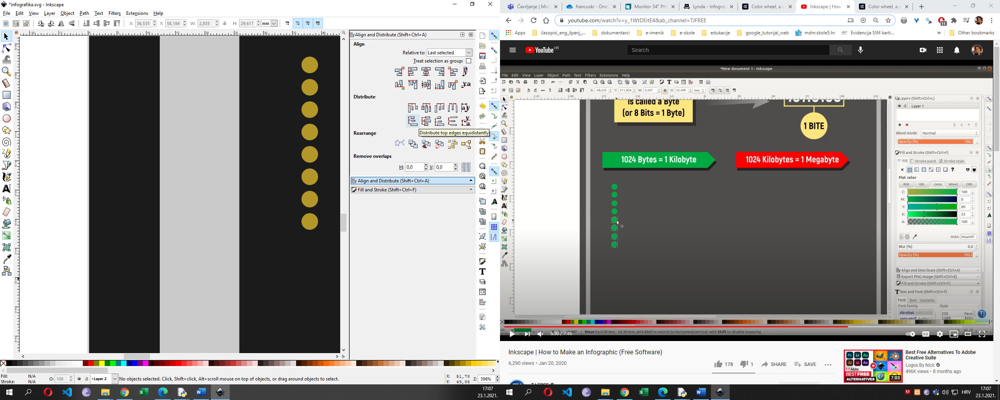 *infografika.svg - Inkscape
File Edit View Layer Object Path Text Filters Extensions Help
X: 36,535 Y: 58,184 W: 2,835 H: 29,617 mm
Align and Distribute (Shift+Ctrl+A)
Align
Relative to: Last selected
Treat selection as group:
Distribute
Distribute top edges equidistantly
Rearrange
Remove overlaps
H: 0,0 V: 0,0
Align and Distribute (Shift+Ctrl+A)
Fill and Stroke (Shift+Ctrl+F)
Fill: N/A
Stroke: N/A
O: 100
•Layer 2
No objects selected. Click, Shift+click, Alt+scroll mouse on top of objects, or drag around objects to select.
X: 51,78
Y: 49,85
Z: 396%
17:07
23.1.2021.
Čavrljanje | Micr
francuski - OneD
Monitor 34" PHI
Lynda - Infograp
Color wheel, a c
Inkscape | How
Color wheel, a c
youtube.com/watch?v=y_1WtDEitE4&ab_channel=TJFREE
11
Apps
časopisi_eng_španj_...
dokumentarci
e-imenik
e-skole
edukacije
google_tutorijal_web
mdm.skole5.hr
Evidencija SIM karti...
Other bookmarks
YouTube HR
Search
*New document 1 - Inkscape
File Edit View Layer Object Path Text Filters Extensions Help
X: -68,225 Y: 211,856 W: 4,347 H: 22,490 mm
is called a Byte
(or 8 Bits = 1 Byte)
1 BITE
1024 Bytes = 1 Kilobyte
1024 Kilobytes = 1 Megabyte
Layers (Shift+Ctrl+L)
Layer 1
Blend mode: Normal
Opacity (%) 100,0
Fill and Stroke (Shift+Ctrl+F)
Fill Stroke paint Stroke style
Flat color
RGB HSL CMYK Wheel CMS
C: 100
M: 0
Y: 60
K: 33
A: 100
RGBA: 00aa44ff
Blur (%) 0,0
Opacity (%) 100,0
Align and Distribute (Shift+Ctrl+A)
Export PNG Image (Shift+Ctrl+E)
Fill and Stroke (Shift+Ctrl+F)
Text and Font (Shift+Ctrl+T)
Font Text Variants
Font family Style
Akrobat
CSS Face
sans-serif
Light
5:30 / 7:46
Move by 0.00 mm, -24.38 mm; with Ctrl to restrict to horizontal/vertical; with Shift to disable snapping
Inkscape | How to Make an Infographic (Free Software)
6,290 views • Jan 20, 2020
178
1
SHARE
SAVE
Adobe
BEST FREE
ALTERNATIVES
7:03
Best Free Alternatives To Adobe
Creative Suite
Logos By Nick
496K views • 8 months ago
HRV
17:07
23.1.2021.